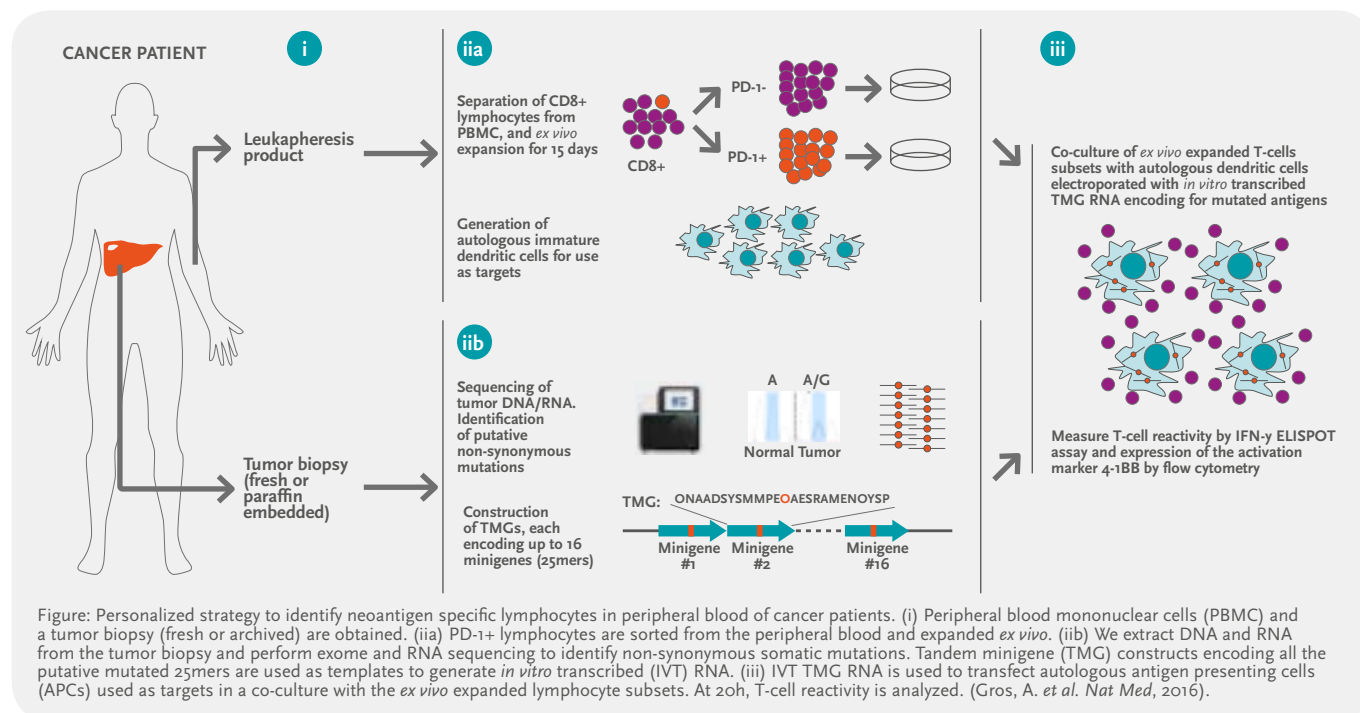 CANCER PATIENT
i
Leukapheresis
product
Tumor biopsy
(fresh or
paraffin
embedded)
iia
Separation of CD8+
lymphocytes from
PBMC, and ex vivo
expansion for 15 days
CD8+
PD-1-
PD-1+
Generation of
autologous immature
dendritic cells for use
as targets
iib
Sequencing of
tumor DNA/RNA.
Identification
of putative
non-synonymous
mutations
A A/G
Normal Tumor
Construction
of TMGs, each
encoding up to 16
minigenes (25mers)
TMG: ONAADSYSMMPEOAESRAMENOYSP
Minigene Minigene Minigene
#1 #2 #16
iii
Co-culture of ex vivo expanded T-cells
subsets with autologous dendritic cells
electroporated with in vitro transcribed
TMG RNA encoding for mutated antigens
Measure T-cell reactivity by IFN-y ELISPOT
assay and expression of the activation
marker 4-1BB by flow cytometry
Figure: Personalized strategy to identify neoantigen specific lymphocytes in peripheral blood of cancer patients. (i) Peripheral blood mononuclear cells (PBMC) and
a tumor biopsy (fresh or archived) are obtained. (iia) PD-1+ lymphocytes are sorted from the peripheral blood and expanded ex vivo. (iib) We extract DNA and RNA
from the tumor biopsy and perform exome and RNA sequencing to identify non-synonymous somatic mutations. Tandem minigene (TMG) constructs encoding all the
putative mutated 25mers are used as templates to generate in vitro transcribed (IVT) RNA. (iii) IVT TMG RNA is used to transfect autologous antigen presenting cells
(APCs) used as targets in a co-culture with the ex vivo expanded lymphocyte subsets. At 20h, T-cell reactivity is analyzed. (Gros, A. et al. Nat Med, 2016).